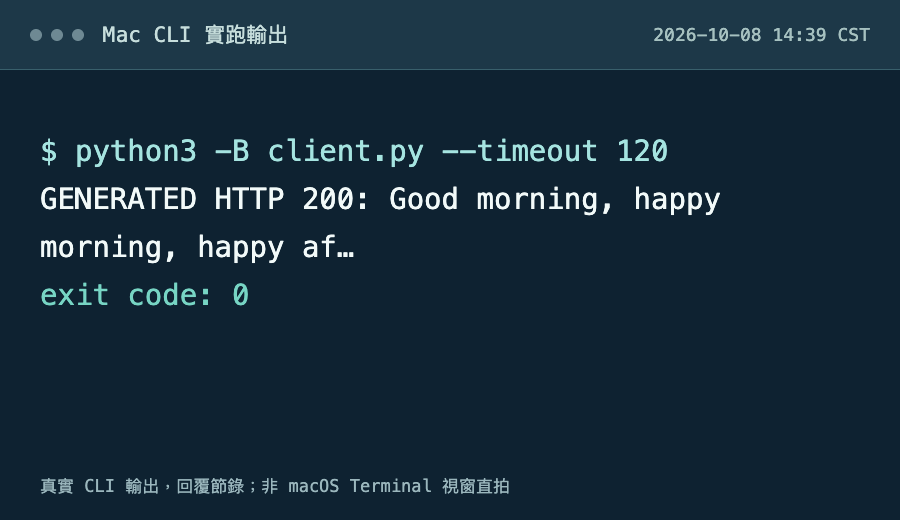 Mac CLI 實跑輸出
2026-10-08 14:39 CST
$ python3 -B client.py --timeout 120
GENERATED HTTP 200: Good morning, happy
morning, happy af…
exit code: 0
真實 CLI 輸出，回覆節錄；非 macOS Terminal 視窗直拍